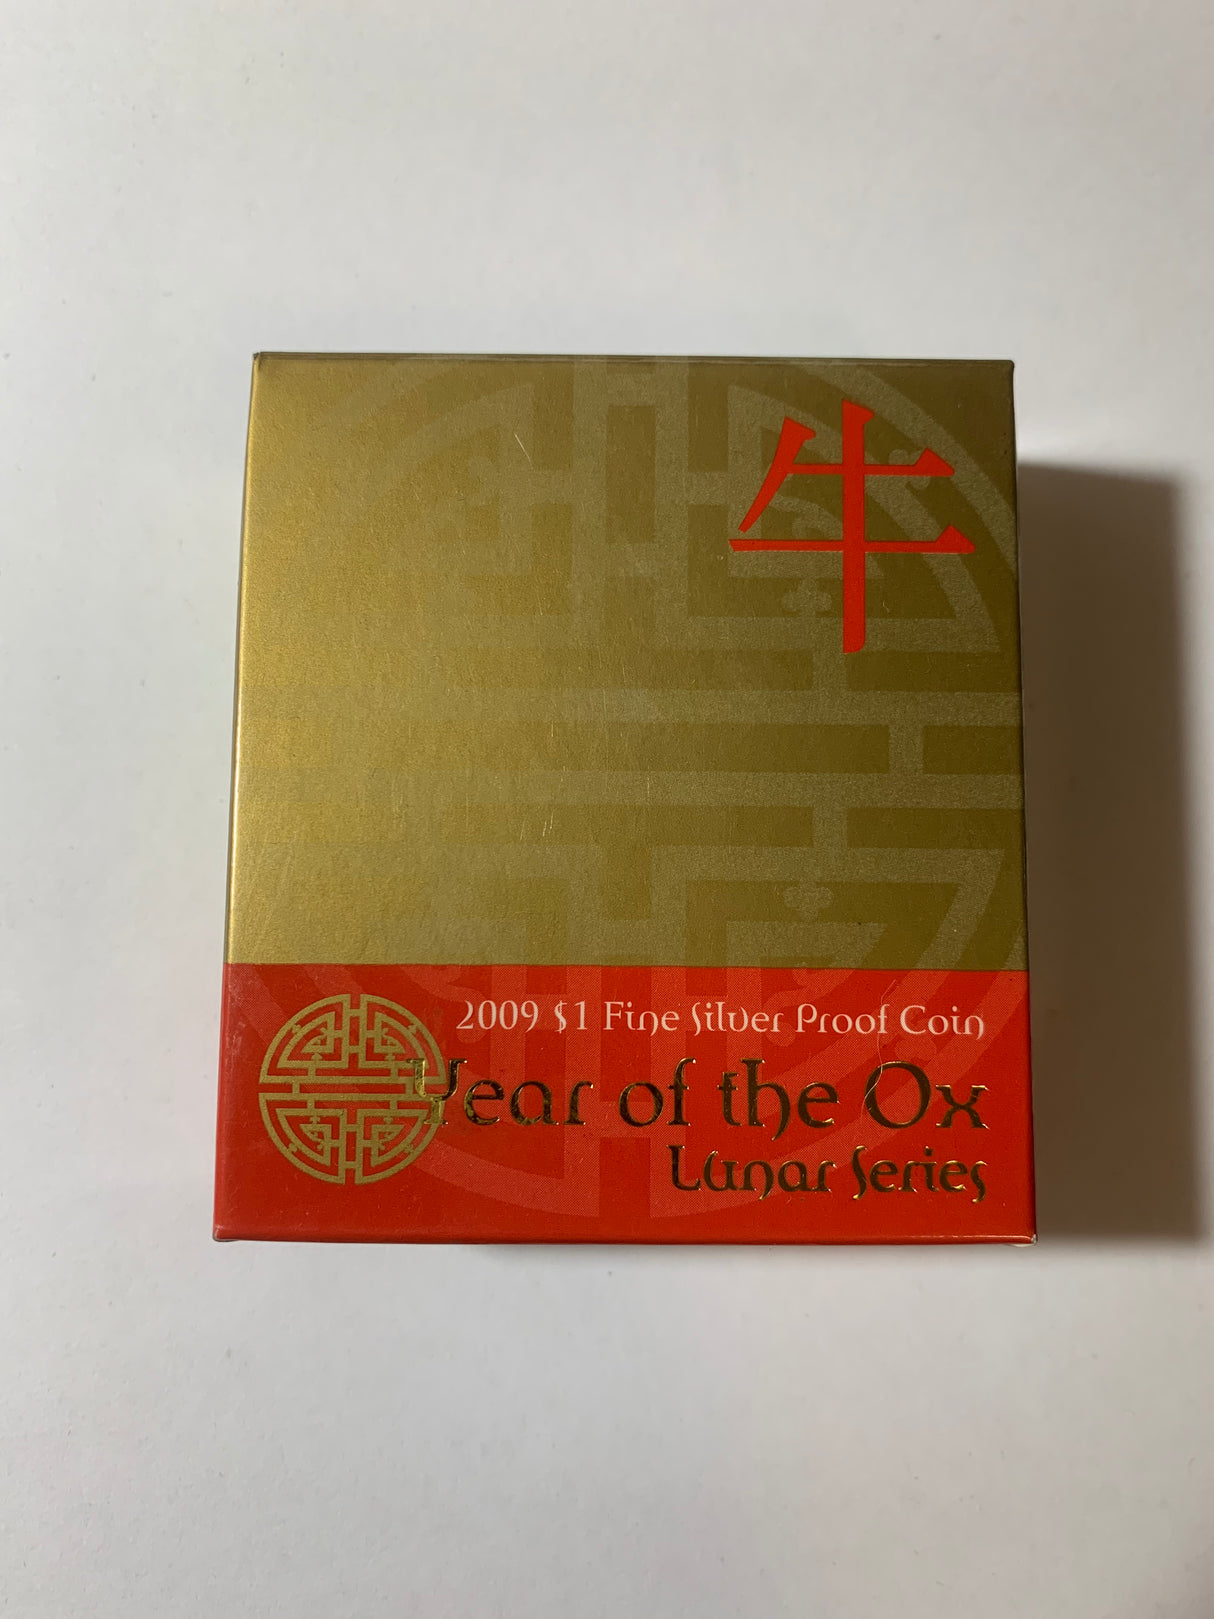 牛
2009 $1 Fine Silver Proof Coin
Year of the Ox
Lunar Series